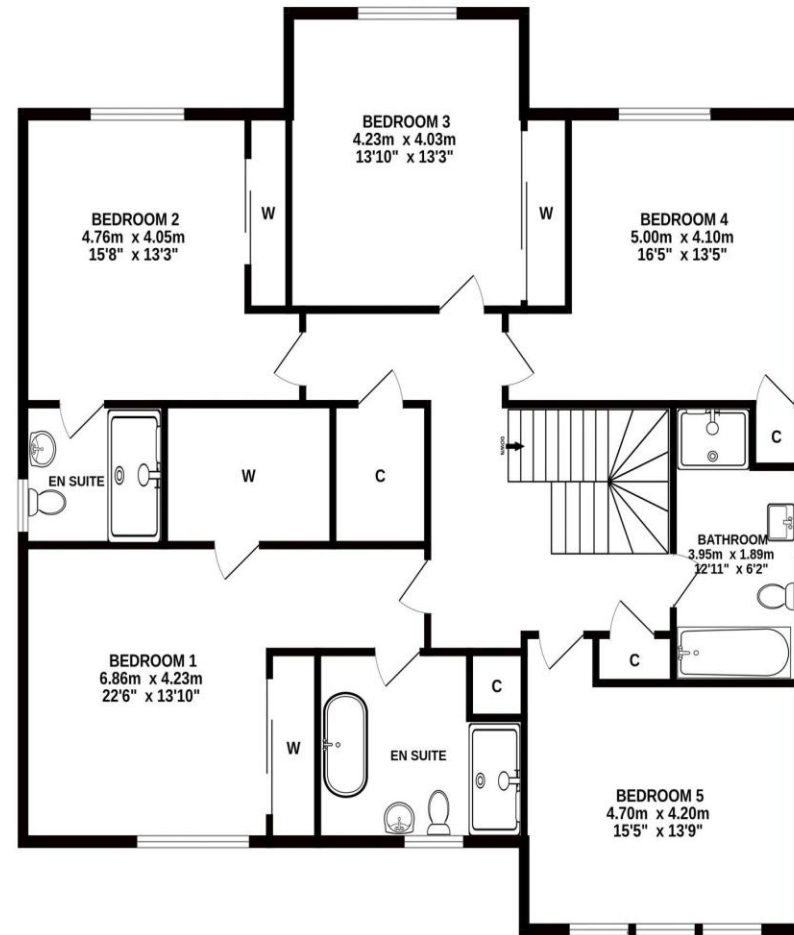 BEDROOM 3
4.23m x 4.03m
13'10" x 13'3"
BEDROOM 2
4.76m x 4.05m
15'8" x 13'3"
W
W
BEDROOM 4
5.00m x 4.10m
16'5" x 13'5"
EN SUITE
W
C
DOWN
C
BATHROOM
3.95m x 1.89m
12'11" x 6'2"
BEDROOM 1
6.86m x 4.23m
22'6" x 13'10"
W
EN SUITE
C
C
BEDROOM 5
4.70m x 4.20m
15'5" x 13'9"